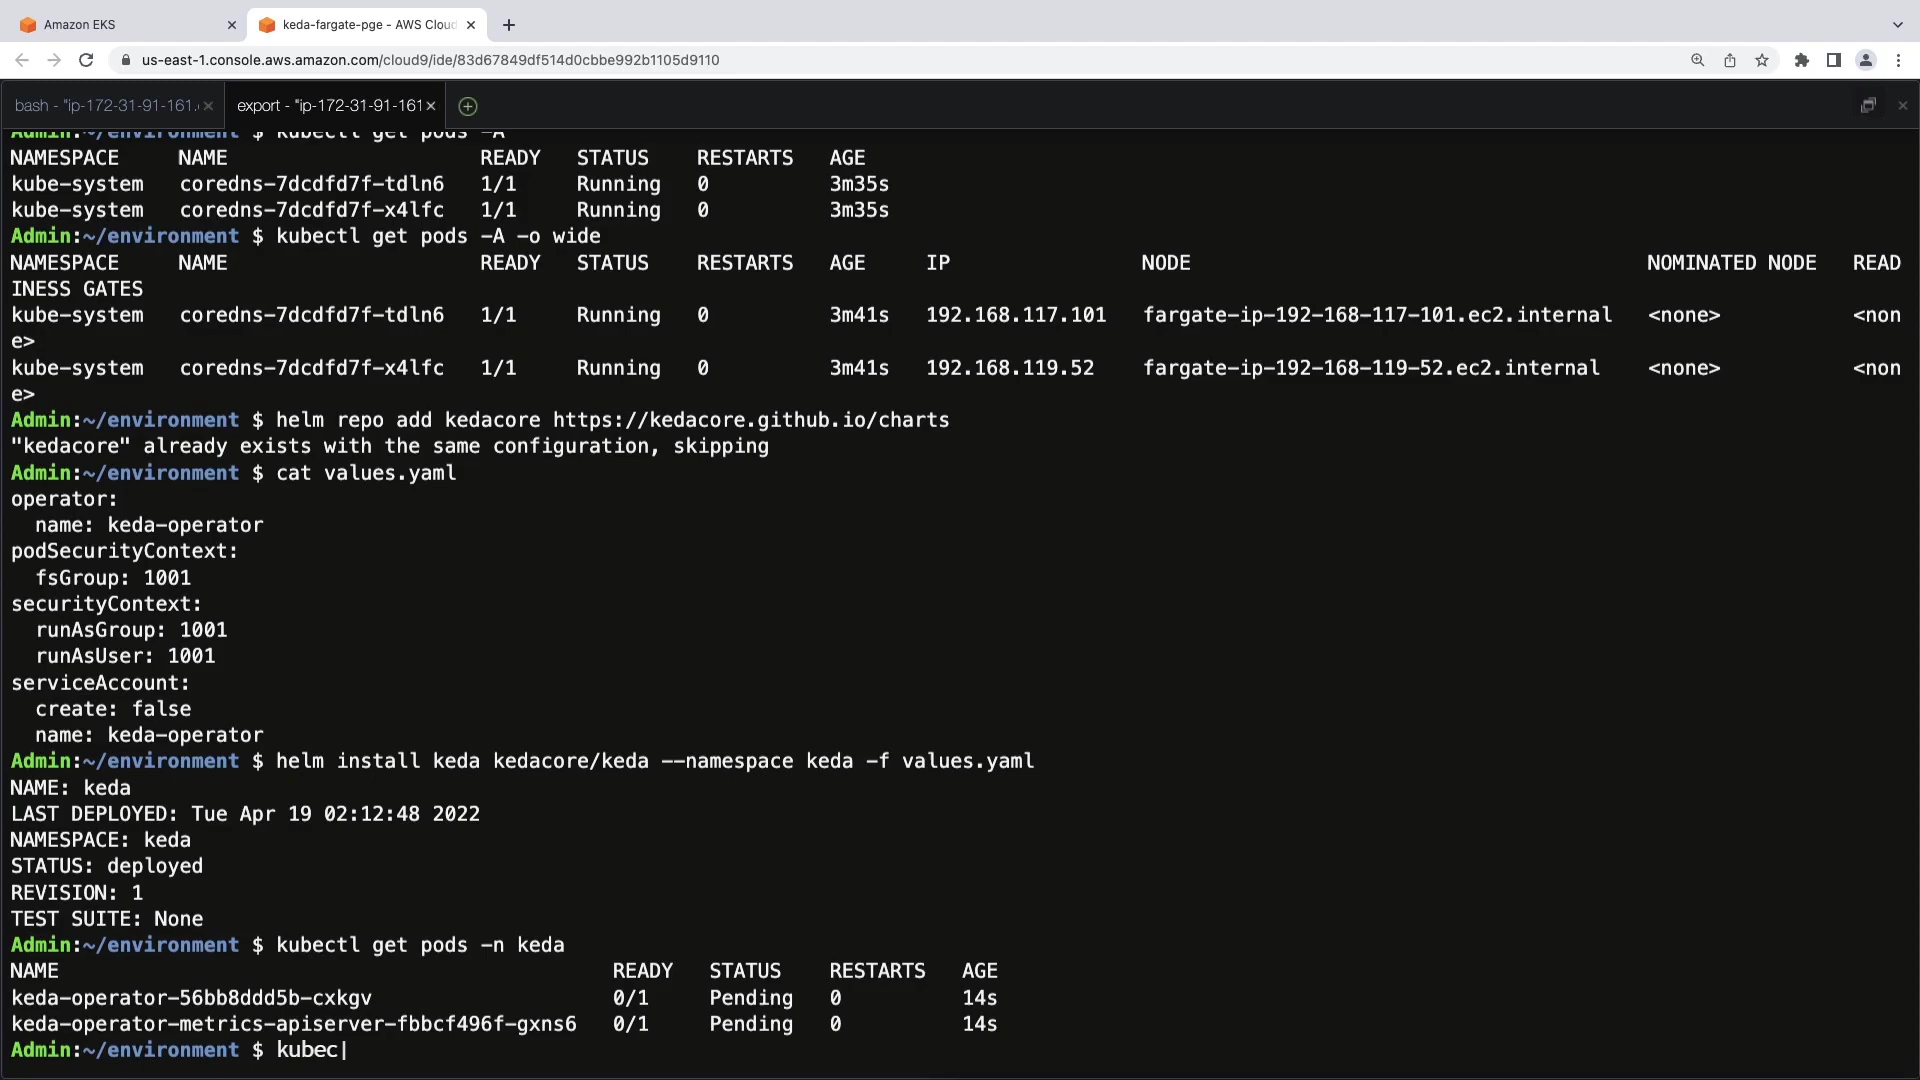 Amazon EKS
keda-fargate-pge - AWS Cloud
us-east-1.console.aws.amazon.com/cloud9/ide/83d67849df514d0cbbe992b1105d9110
bash - "ip-172-31-91-161.
export - "ip-172-31-91-161
Admin:~/environment $ kubectl get pods -A
NAMESPACE NAME READY STATUS RESTARTS AGE
kube-system coredns-7dcdfd7f-tdln6 1/1 Running 0 3m35s
kube-system coredns-7dcdfd7f-x4lfc 1/1 Running 0 3m35s
Admin:~/environment $ kubectl get pods -A -o wide
NAMESPACE NAME READY STATUS RESTARTS AGE IP NODE NOMINATED NODE READ
INESS GATES
kube-system coredns-7dcdfd7f-tdln6 1/1 Running 0 3m41s 192.168.117.101 fargate-ip-192-168-117-101.ec2.internal <none> <non
e>
kube-system coredns-7dcdfd7f-x4lfc 1/1 Running 0 3m41s 192.168.119.52 fargate-ip-192-168-119-52.ec2.internal <none> <non
e>
Admin:~/environment $ helm repo add kedacore https://kedacore.github.io/charts
"kedacore" already exists with the same configuration, skipping
Admin:~/environment $ cat values.yaml
operator:
  name: keda-operator
podSecurityContext:
  fsGroup: 1001
securityContext:
  runAsGroup: 1001
  runAsUser: 1001
serviceAccount:
  create: false
  name: keda-operator
Admin:~/environment $ helm install keda kedacore/keda --namespace keda -f values.yaml
NAME: keda
LAST DEPLOYED: Tue Apr 19 02:12:48 2022
NAMESPACE: keda
STATUS: deployed
REVISION: 1
TEST SUITE: None
Admin:~/environment $ kubectl get pods -n keda
NAME READY STATUS RESTARTS AGE
keda-operator-56bb8ddd5b-cxkgv 0/1 Pending 0 14s
keda-operator-metrics-apiserver-fbbcf496f-gxns6 0/1 Pending 0 14s
Admin:~/environment $ kubec